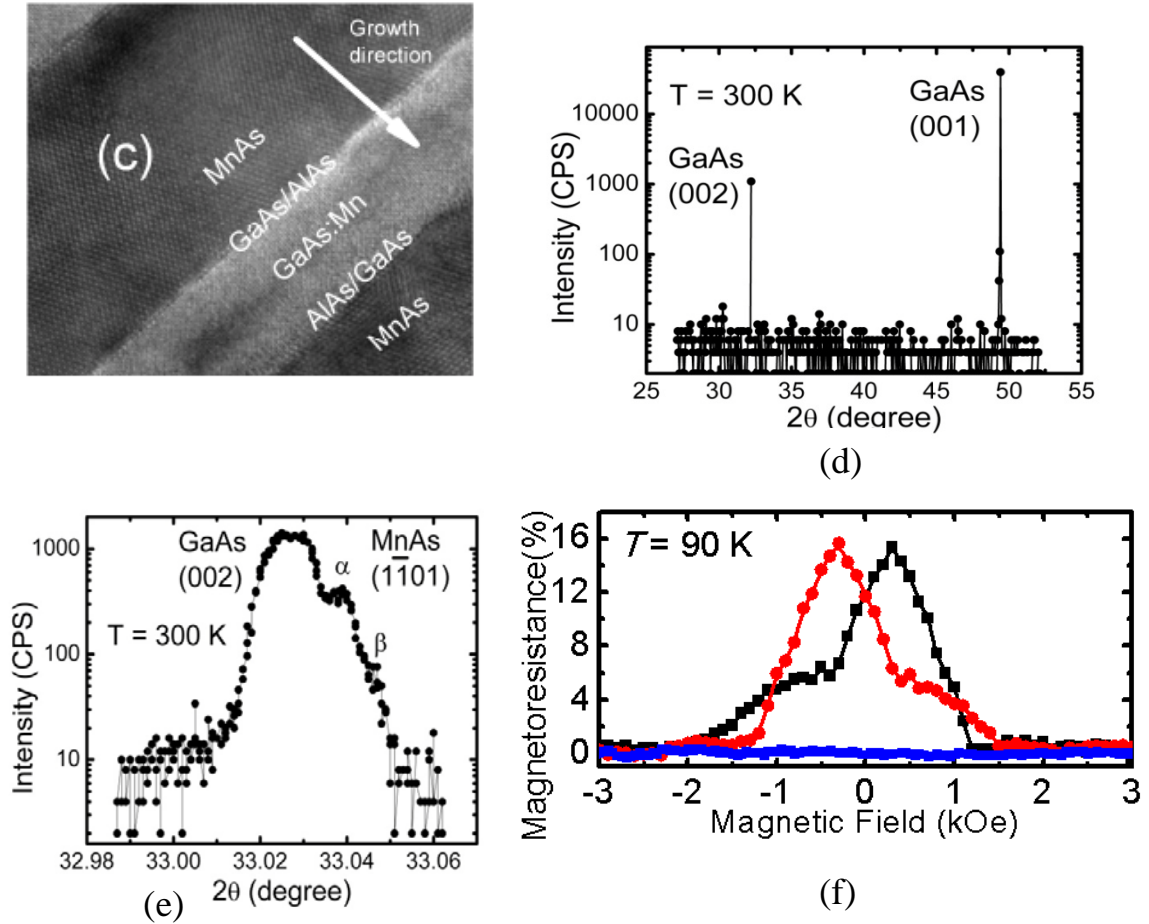 Growth
direction
(c)
MnAs
GaAs/AlAs
GaAs:Mn
AlAs/GaAs
MnAs
T = 300 K
GaAs
(001)
GaAs
(002)
10000
1000
100
10
Intensity (CPS)
25 30 35 40 45 50 55
2θ (degree)
(d)
GaAs
(002)
α
MnAs
(11̅01)
β
T = 300 K
1000
100
10
Intensity (CPS)
32.98 33.00 33.02 33.04 33.06
2θ (degree)
(e)
T = 90 K
16
12
8
4
0
Magnetoresistance(%)
-3 -2 -1 0 1 2 3
Magnetic Field (kOe)
(f)